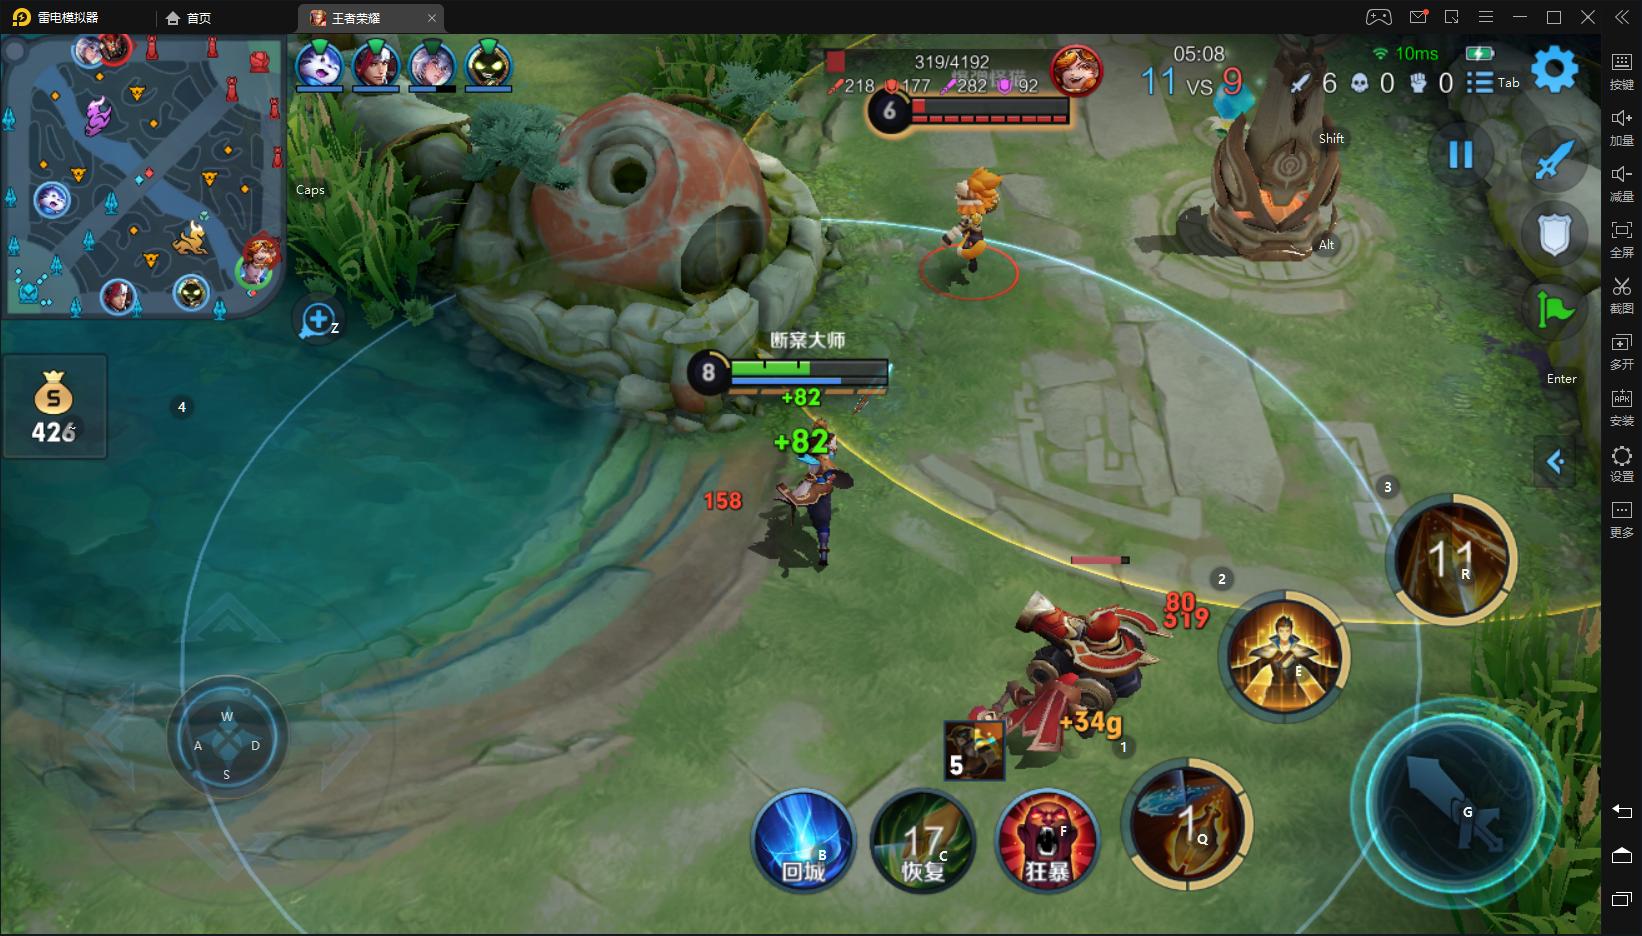 雷电模拟器
首页
王者荣耀
319/4192
218 177 282 92
6
05:08
11 VS 9
10ms
6 0 0 Tab
Shift
Alt
Caps
Z
S
426
4
断案大师
8
+82
+82
158
Enter
3
11
R
2
80
319
E
+34g
1
5
W
A D
S
回城
B
17
恢复
C
狂暴
F
1
Q
G
按键
加量
减量
全屏
截图
多开
APK
安装
设置
更多